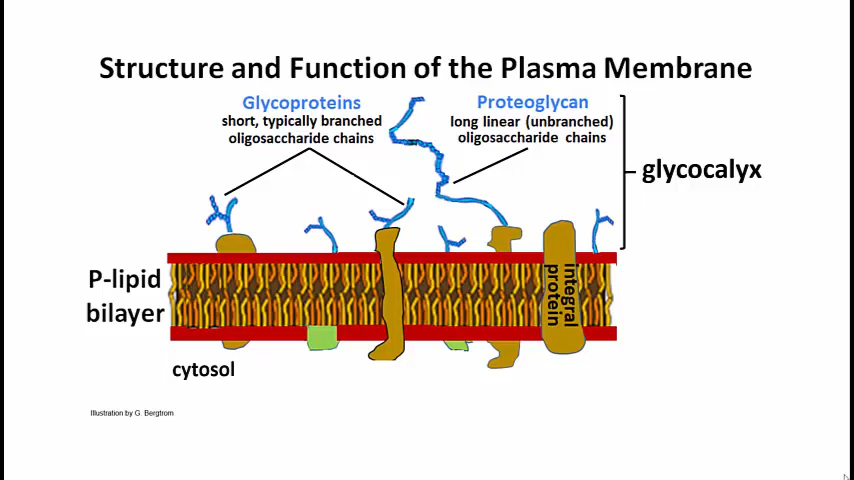 Structure and Function of the Plasma Membrane
Glycoproteins
short, typically branched
oligosaccharide chains
Proteoglycan
long linear (unbranched)
oligosaccharide chains
glycocalyx
P-lipid
bilayer
integral
protein
cytosol
Illustration by G. Bergtrom